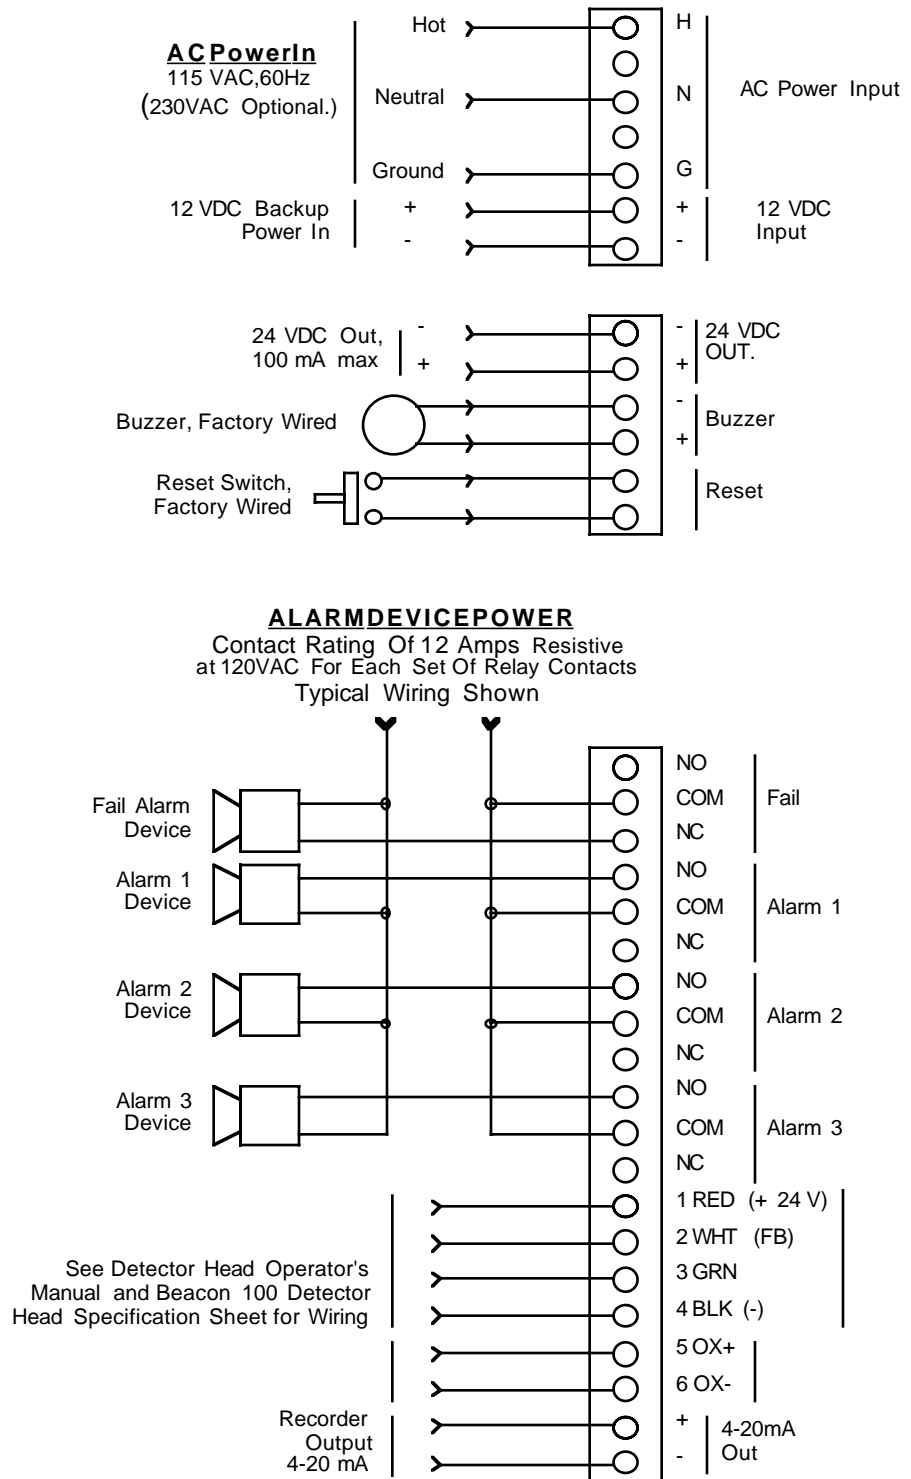 Hot
H
ACPowerIn
115 VAC,60Hz
(230VAC Optional.)
Neutral
N
AC Power Input
Ground
G
12 VDC Backup
Power In
+
-
+
-
12 VDC
Input
24 VDC Out,
100 mA max
-
+
-
+
24 VDC
OUT.
Buzzer, Factory Wired
-
+
Buzzer
Reset Switch,
Factory Wired
Reset
ALARMDEVICEPOWER
Contact Rating Of 12 Amps Resistive
at 120VAC For Each Set Of Relay Contacts
Typical Wiring Shown
Fail Alarm
Device
NO
COM
NC
Fail
Alarm 1
Device
NO
COM
NC
Alarm 1
Alarm 2
Device
NO
COM
NC
Alarm 2
Alarm 3
Device
NO
COM
NC
Alarm 3
1 RED (+ 24 V)
2 WHT (FB)
3 GRN
4 BLK (-)
See Detector Head Operator's
Manual and Beacon 100 Detector
Head Specification Sheet for Wiring
5 OX+
6 OX-
Recorder
Output
4-20 mA
+
-
4-20mA
Out